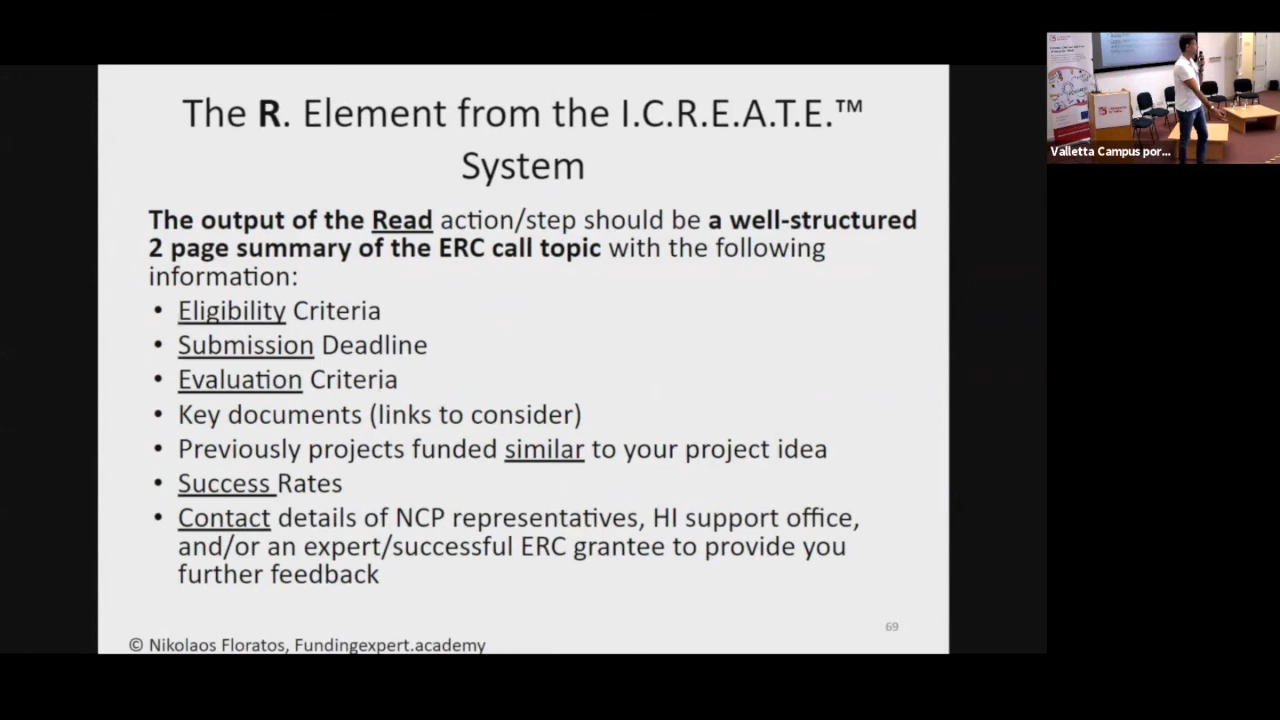 The R. Element from the I.C.R.E.A.T.E.™
System
The output of the Read action/step should be a well-structured
2 page summary of the ERC call topic with the following
information:
• Eligibility Criteria
• Submission Deadline
• Evaluation Criteria
• Key documents (links to consider)
• Previously projects funded similar to your project idea
• Success Rates
• Contact details of NCP representatives, HI support office,
and/or an expert/successful ERC grantee to provide you
further feedback
69
© Nikolaos Floratos, Fundingexpert.academy
Valletta Campus por...